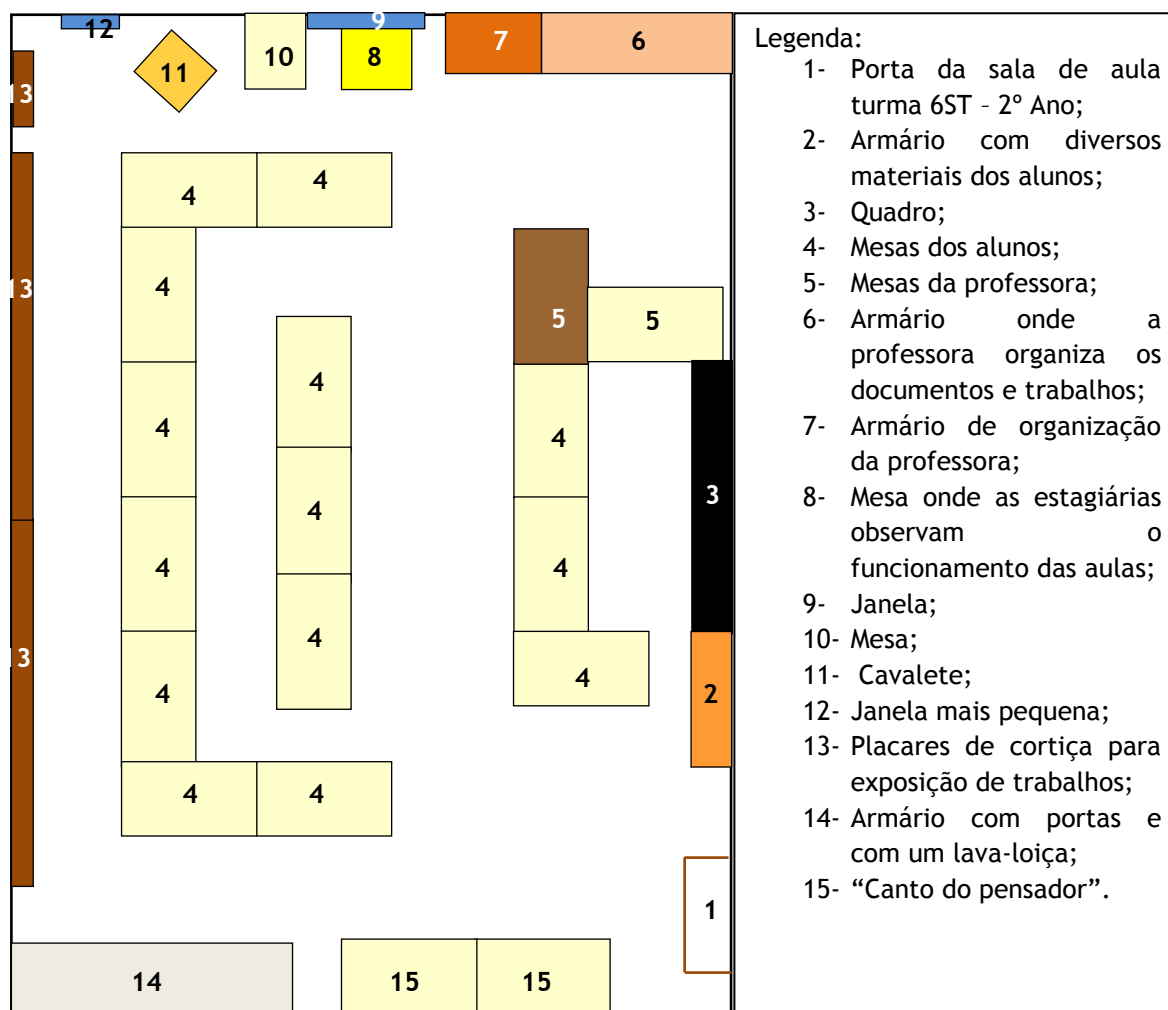 12
9
7
6
10
8
11
13
4
4
4
13
5
5
4
4
4
3
4
4
4
4
4
13
4
4
2
4
4
1
14
15
15
Legenda:
1- Porta da sala de aula
turma 6ST – 2º Ano;
2- Armário com diversos
materiais dos alunos;
3- Quadro;
4- Mesas dos alunos;
5- Mesas da professora;
6- Armário onde a
professora organiza os
documentos e trabalhos;
7- Armário de organização
da professora;
8- Mesa onde as estagiárias
observam o
funcionamento das aulas;
9- Janela;
10- Mesa;
11- Cavalete;
12- Janela mais pequena;
13- Placares de cortiça para
exposição de trabalhos;
14- Armário com portas e
com um lava-loiça;
15- “Canto do pensador”.